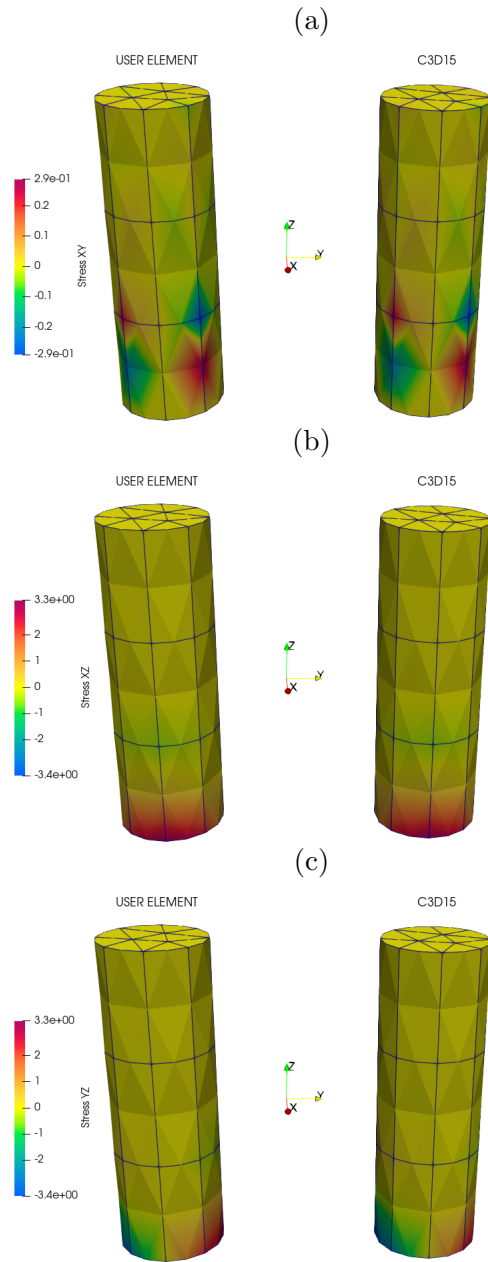 (a)
USER ELEMENT C3D15
2.9e-01
0.2
0.1
0
-0.1
-0.2
-2.9e-01
Stress XY
Z
Y
X
(b)
USER ELEMENT C3D15
3.3e+00
2
1
0
-1
-2
-3.4e+00
Stress XZ
Z
Y
X
(c)
USER ELEMENT C3D15
3.3e+00
2
1
0
-1
-2
-3.4e+00
Stress YZ
Z
Y
X